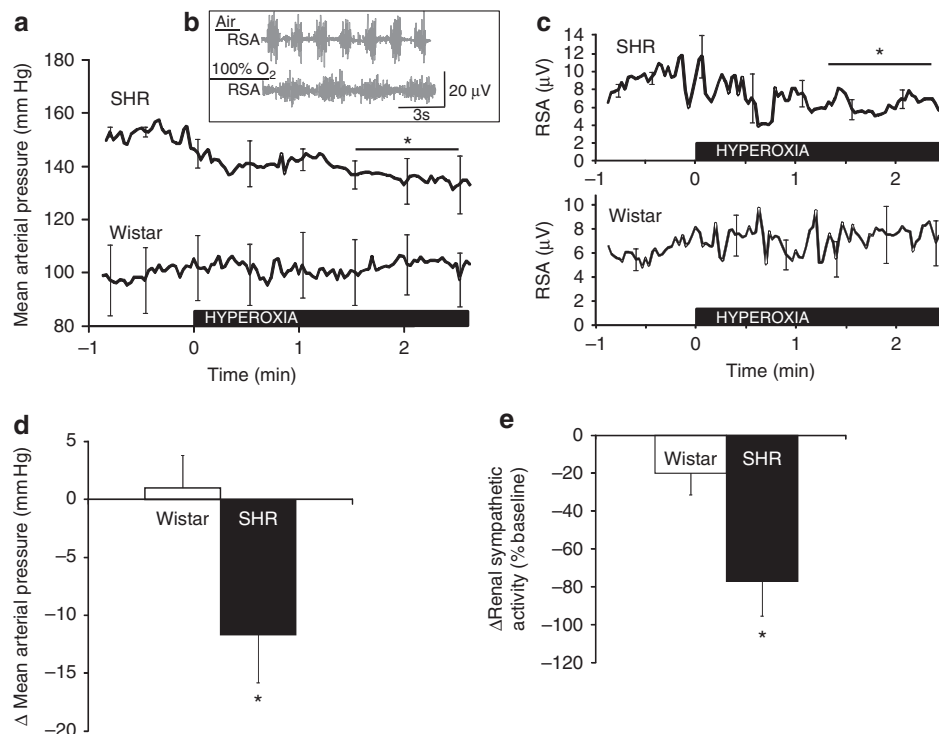 a
Mean arterial pressure (mm Hg)
180
160
140
120
100
80
SHR
*
Wistar
HYPEROXIA
–1
0
1
2
Time (min)
b
Air
RSA
100% O2
RSA
20 µV
3s
c
RSA (µV)
14
12
10
8
6
4
2
0
SHR
*
HYPEROXIA
–1
0
1
2
RSA (µV)
8
6
4
2
0
Wistar
HYPEROXIA
–1
0
1
2
Time (min)
d
Δ Mean arterial pressure (mm Hg)
5
0
–5
–10
–15
–20
Wistar
SHR
*
e
ΔRenal sympathetic
activity (% baseline)
0
–20
–40
–60
–80
–100
–120
Wistar
SHR
*